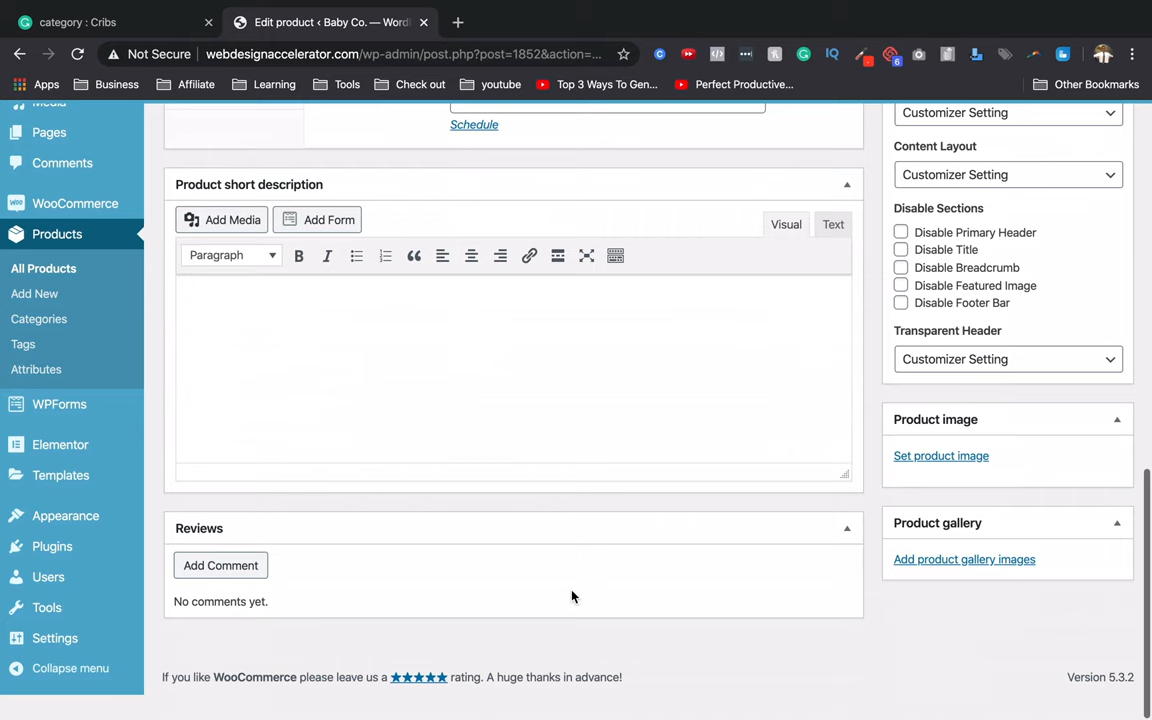 category : Cribs
Edit product ‹ Baby Co. — Word
Not Secure
webdesignaccelerator.com/wp-admin/post.php?post=1852&action=...
6
Apps
Business
Affiliate
Learning
Tools
Check out
youtube
Top 3 Ways To Gen...
Perfect Productive...
Other Bookmarks
Media
Pages
Comments
WooCommerce
Products
All Products
Add New
Categories
Tags
Attributes
WPForms
Elementor
Templates
Appearance
Plugins
Users
Tools
Settings
Collapse menu
Schedule
Product short description
Add Media
Add Form
Visual
Text
Paragraph
Reviews
Add Comment
No comments yet.
If you like WooCommerce please leave us a ★★★★★ rating. A huge thanks in advance!
Customizer Setting
Content Layout
Customizer Setting
Disable Sections
Disable Primary Header
Disable Title
Disable Breadcrumb
Disable Featured Image
Disable Footer Bar
Transparent Header
Customizer Setting
Product image
Set product image
Product gallery
Add product gallery images
Version 5.3.2